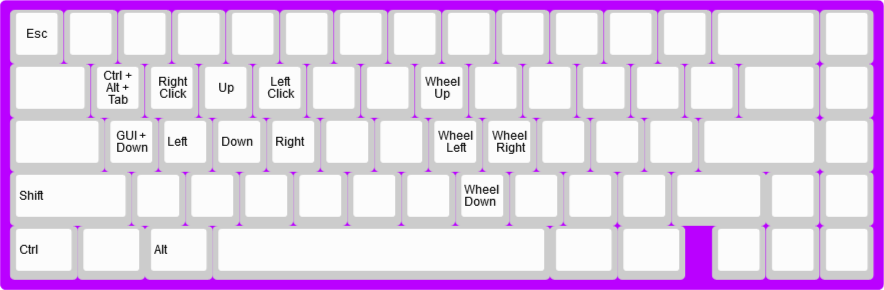 Esc
Ctrl +
Alt +
Tab
Right
Click
Up
Left
Click
Wheel
Up
GUI +
Down
Left
Down
Right
Wheel
Left
Wheel
Right
Shift
Wheel
Down
Ctrl
Alt